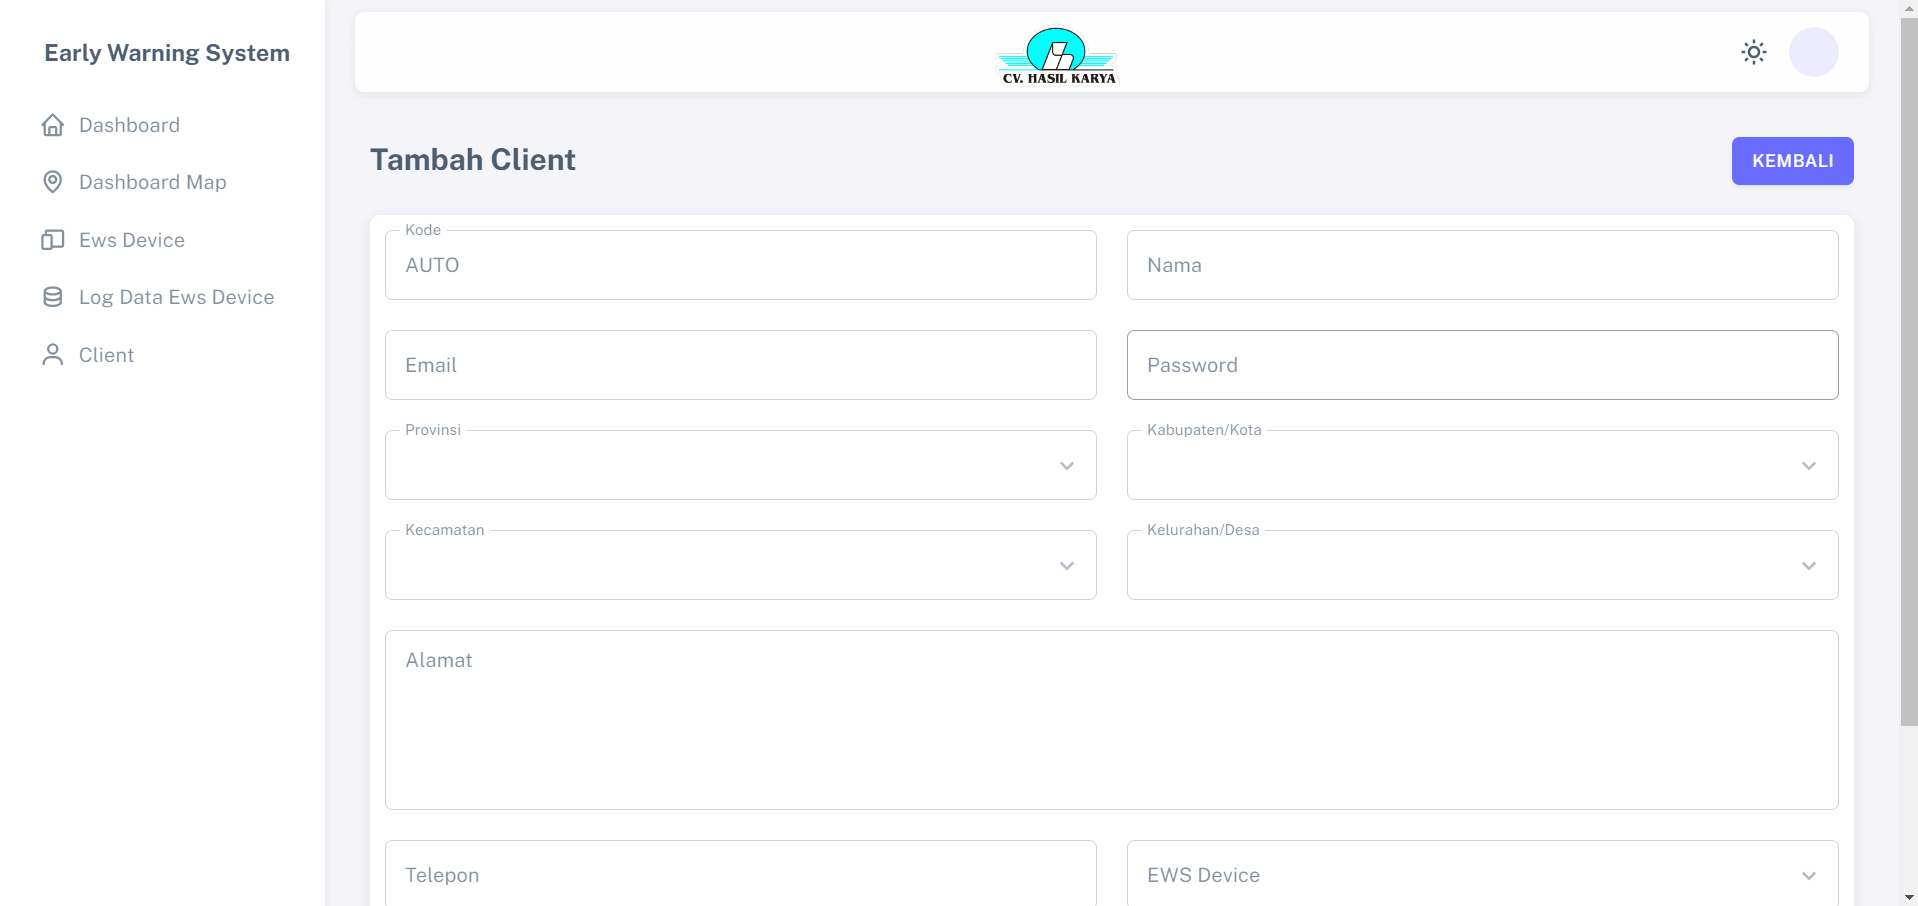 Early Warning System
Dashboard
Dashboard Map
Ews Device
Log Data Ews Device
Client
CV. HASIL KARYA
Tambah Client
KEMBALI
Kode
AUTO
Nama
Email
Password
Provinsi
Kabupaten/Kota
Kecamatan
Kelurahan/Desa
Alamat
Telepon
EWS Device